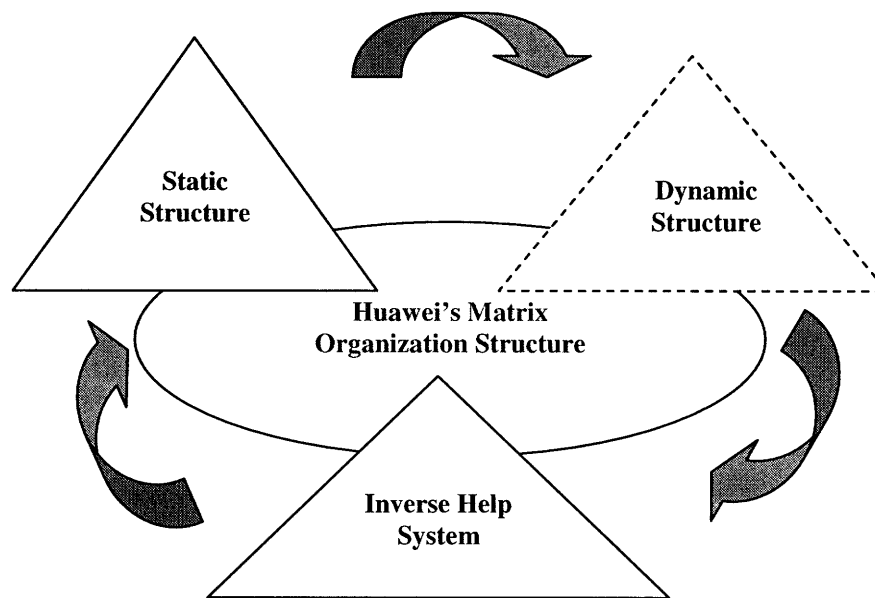 Static
Structure
Dynamic
Structure
Huawei's Matrix
Organization Structure
Inverse Help
System